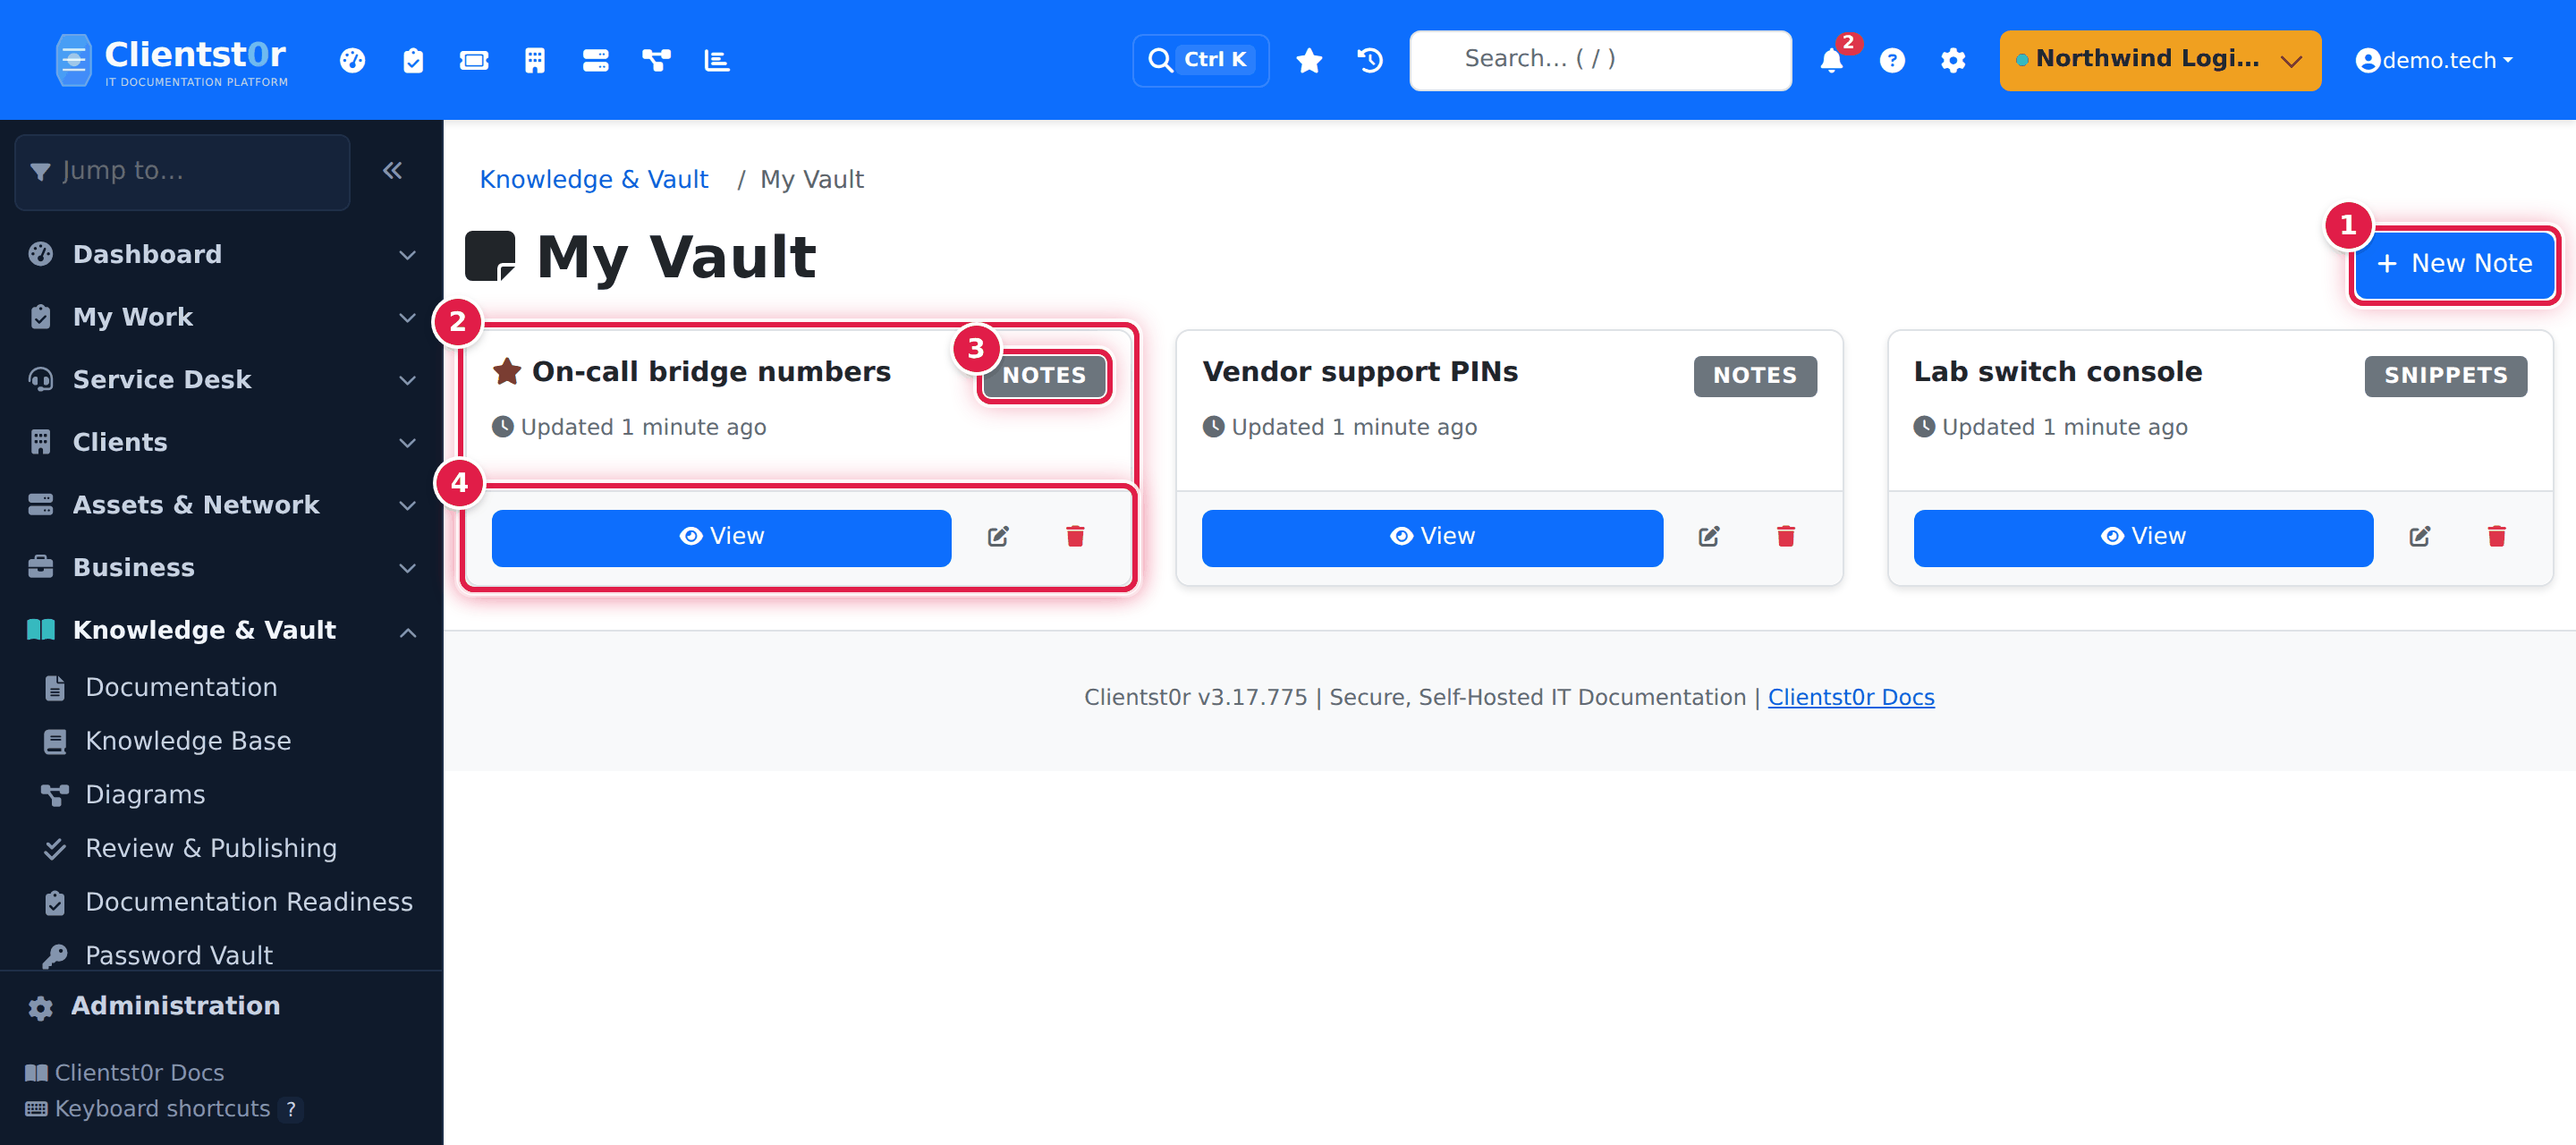 Clientst0r
IT DOCUMENTATION PLATFORM
Ctrl K
Search... ( / )
2
?
Northwind Logi...
demo.tech
Jump to...
Dashboard
My Work
Service Desk
Clients
Assets & Network
Business
Knowledge & Vault
Documentation
Knowledge Base
Diagrams
Review & Publishing
Documentation Readiness
Password Vault
Administration
Clientst0r Docs
Keyboard shortcuts ?
Knowledge & Vault / My Vault
My Vault
1
+ New Note
2
On-call bridge numbers
3
NOTES
Updated 1 minute ago
4
View
Vendor support PINs
NOTES
Updated 1 minute ago
View
Lab switch console
SNIPPETS
Updated 1 minute ago
View
Clientst0r v3.17.775 | Secure, Self-Hosted IT Documentation | Clientst0r Docs